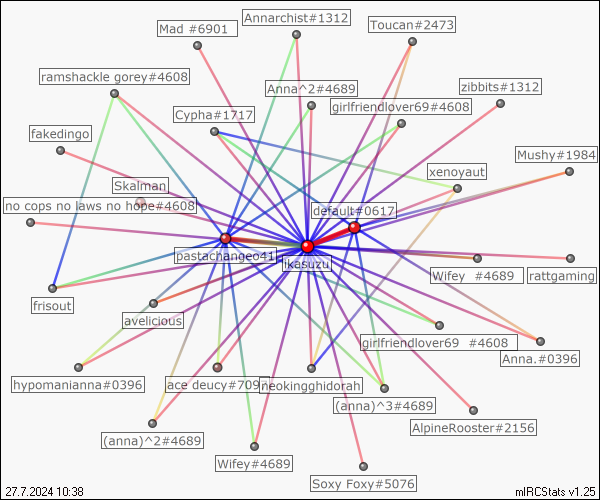 Annarchist#1312
Mad #6901
Toucan#2473
ramshackle gorey#4608
Anna^2#4689
zibbits#1312
girlfriendlover69#4608
Cypha#1717
fakedingo
Mushy#1984
xenoyaut
Skalman
no cops no laws no hope#4608
default#0617
pastachangeo41
ikasuzu
Wifey #4689
rattgaming
frisout
avelicious
girlfriendlover69 #4608
Anna.#0396
hypomanianna#0396
ace deucy#709
neokingghidorah
(anna)^3#4689
AlpineRooster#2156
(anna)^2#4689
Wifey#4689
Soxy Foxy#5076
27.7.2024 10:38
mIRCStats v1.25